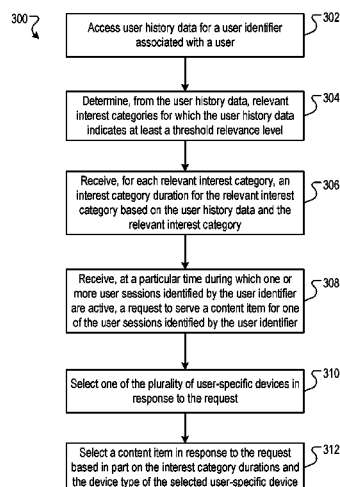 300
Access user history data for a user identifier
associated with a user
302
Determine, from the user history data, relevant
interest categories for which the user history data
indicates at least a threshold relevance level
304
Receive, for each relevant interest category, an
interest category duration for the relevant interest
category based on the user history data and the
relevant interest category
306
Receive, at a particular time during which one or
more user sessions identified by the user identifier
are active, a request to serve a content item for one
of the user sessions identified by the user identifier
308
Select one of the plurality of user-specific devices in
response to the request
310
Select a content item in response to the request
based in part on the interest category durations and
the device type of the selected user-specific device
312